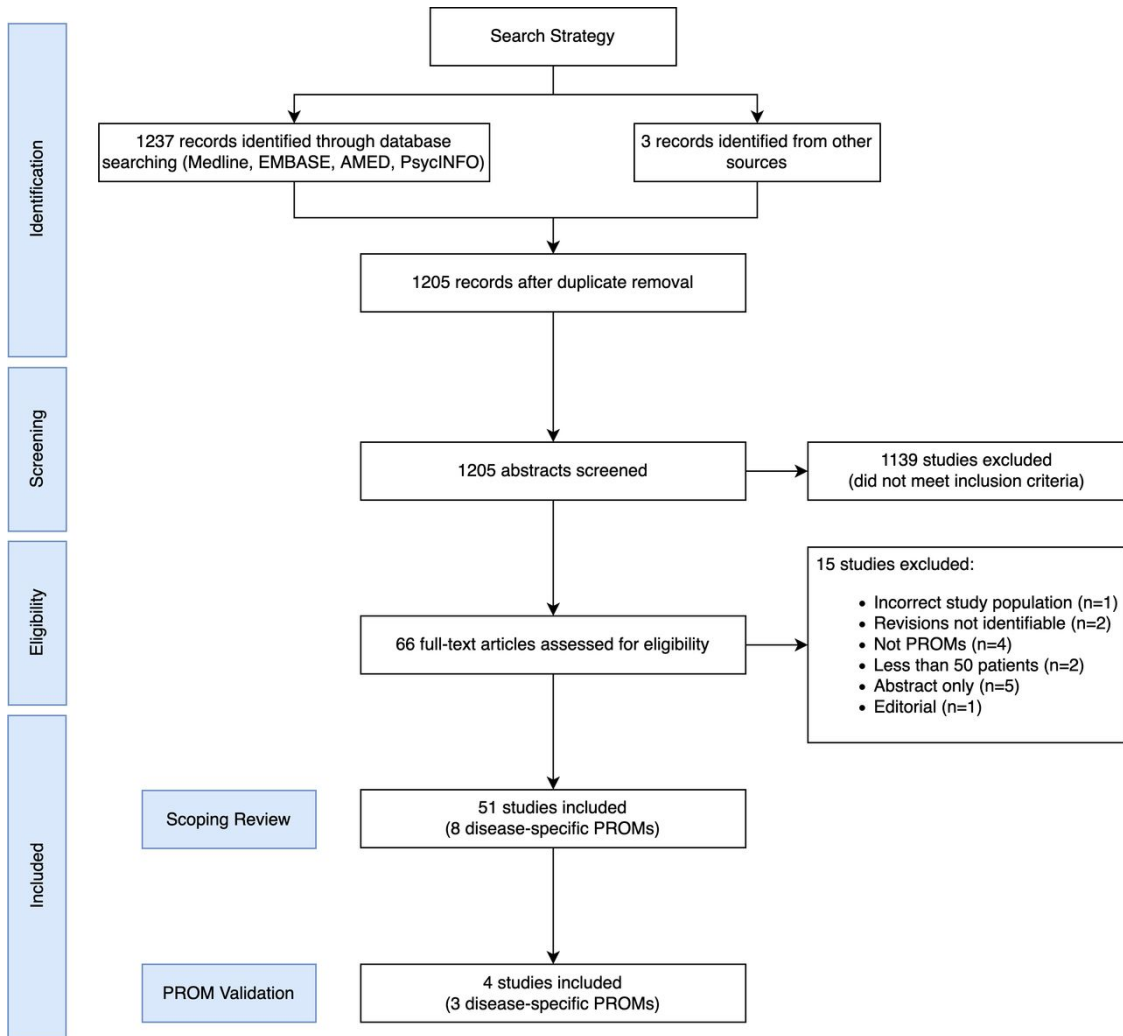 Search Strategy
Identification
1237 records identified through database
searching (Medline, EMBASE, AMED, PsycINFO)
3 records identified from other
sources
1205 records after duplicate removal
Screening
1205 abstracts screened
1139 studies excluded
(did not meet inclusion criteria)
Eligibility
66 full-text articles assessed for eligibility
15 studies excluded:
• Incorrect study population (n=1)
• Revisions not identifiable (n=2)
• Not PROMs (n=4)
• Less than 50 patients (n=2)
• Abstract only (n=5)
• Editorial (n=1)
Included
Scoping Review
51 studies included
(8 disease-specific PROMs)
PROM Validation
4 studies included
(3 disease-specific PROMs)